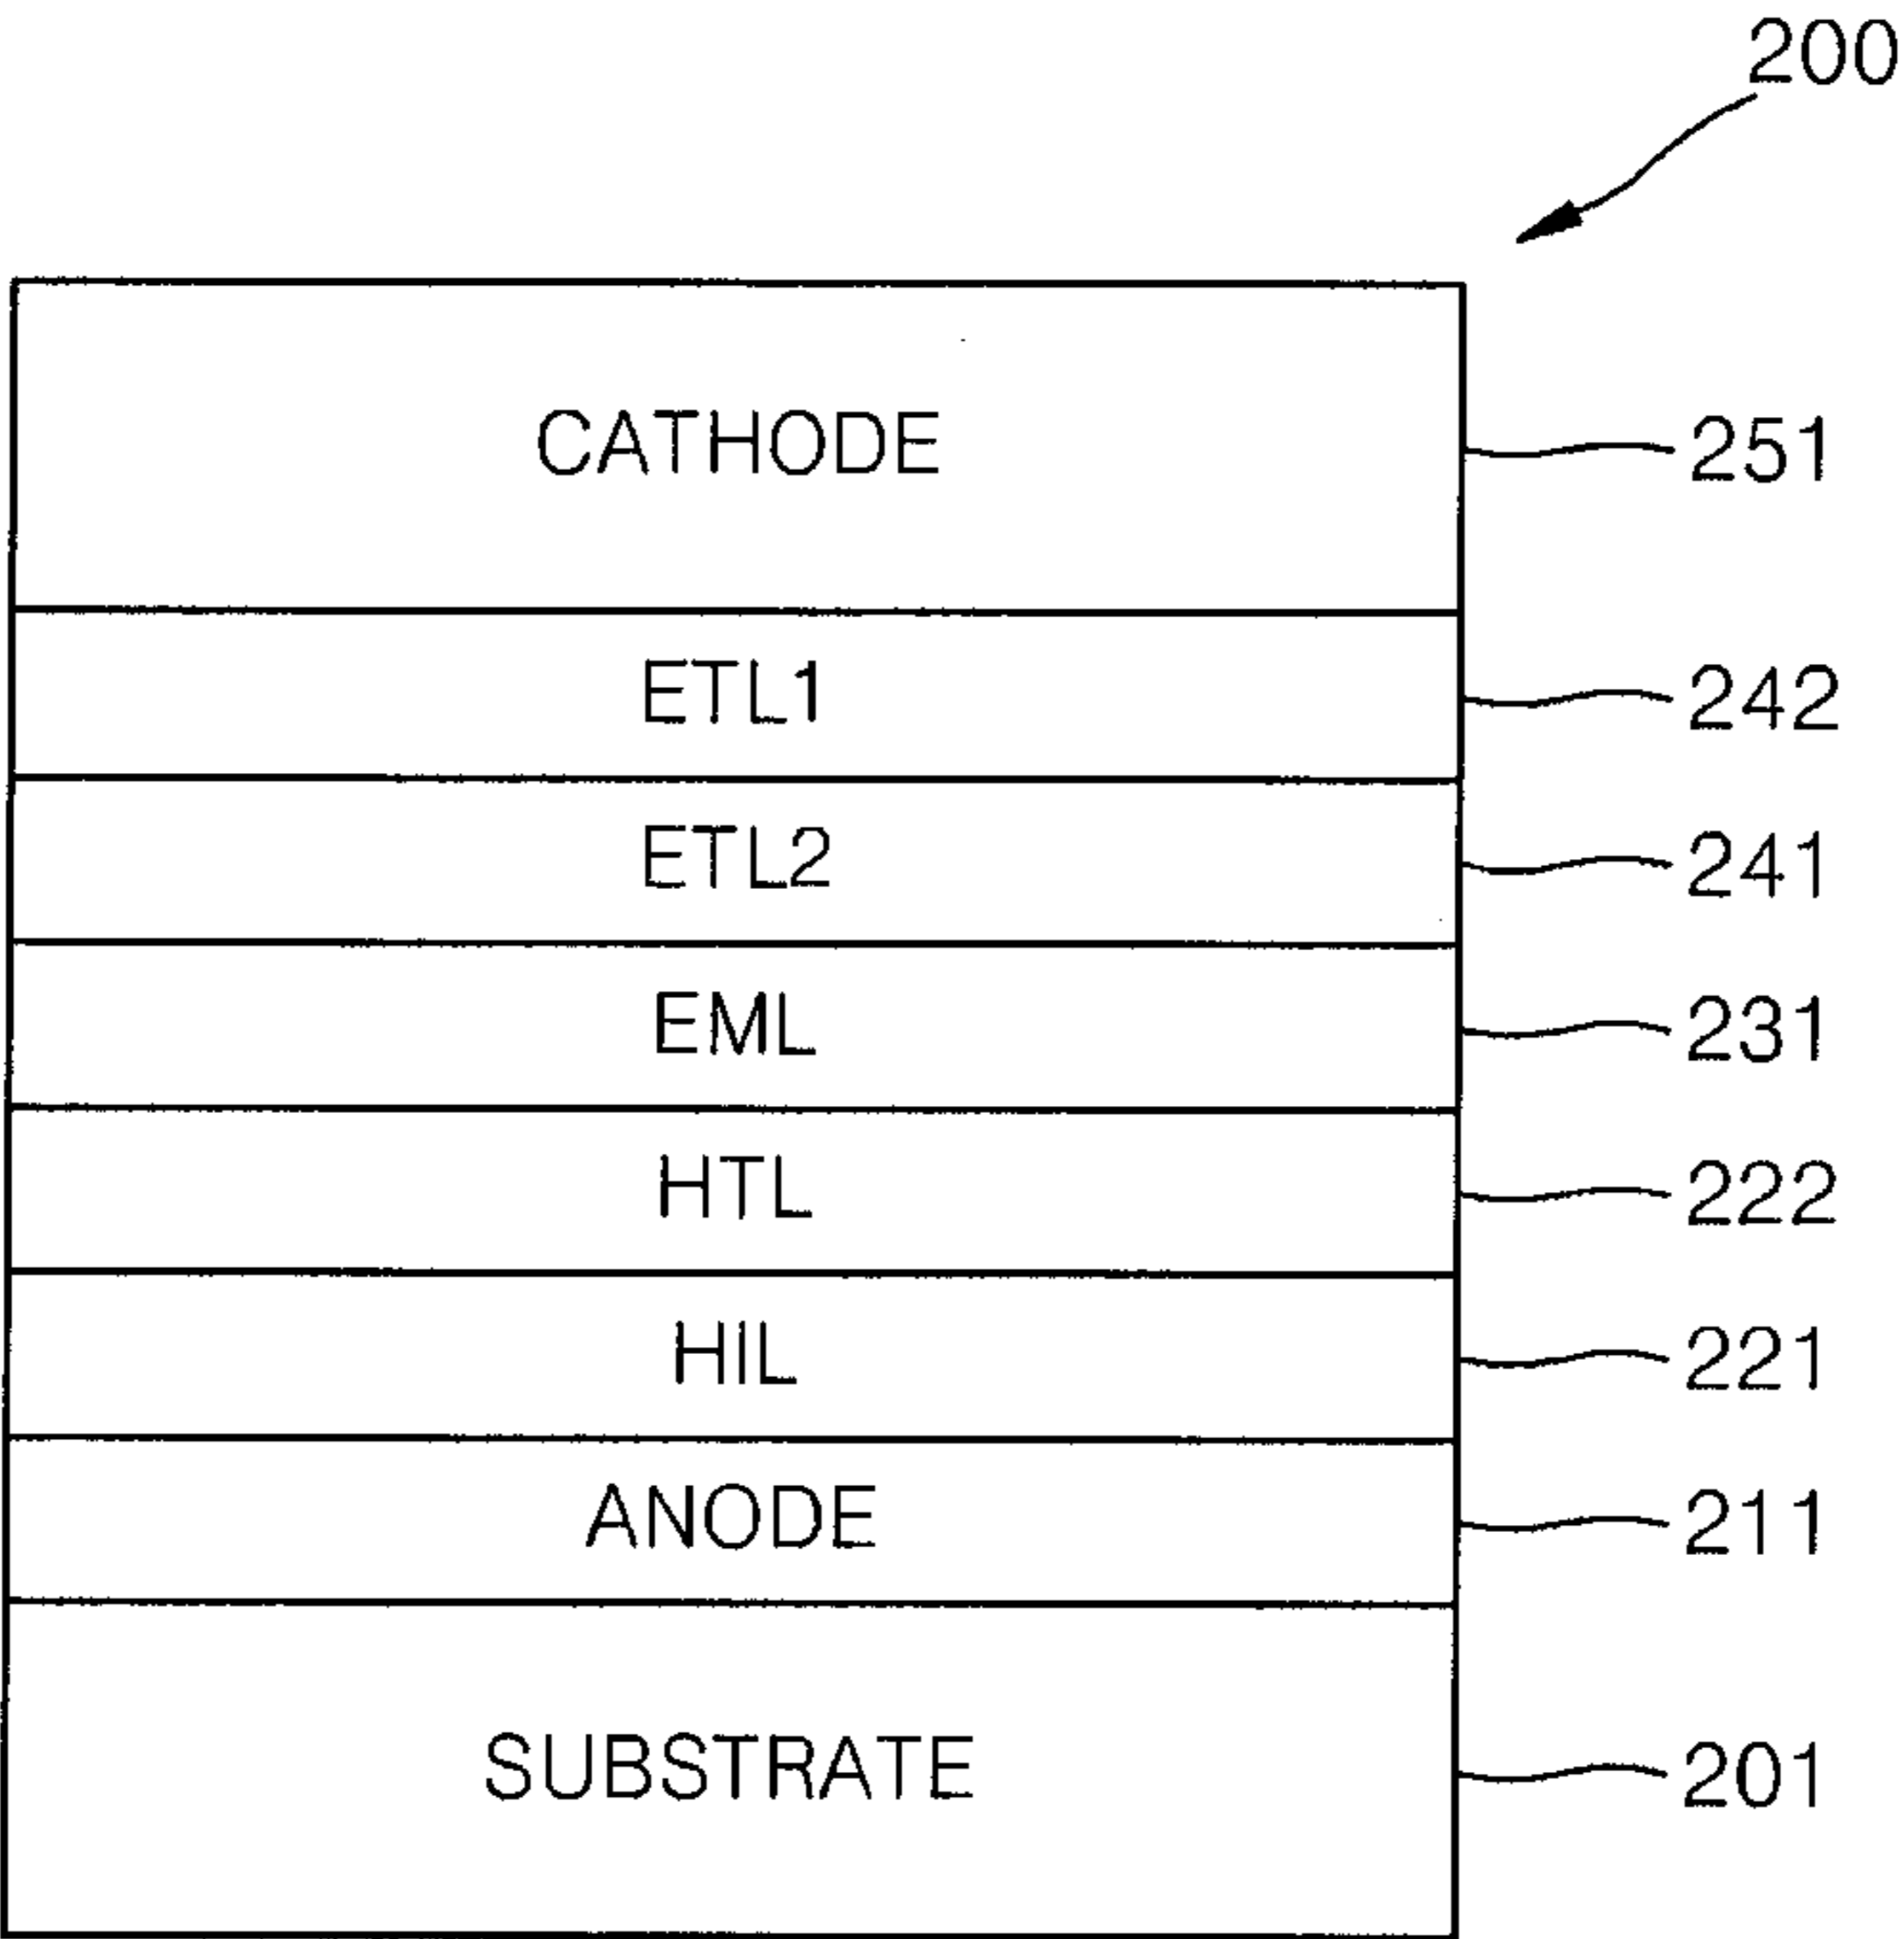 200
CATHODE 251
ETL1 242
ETL2 241
EML 231
HTL 222
HIL 221
ANODE 211
SUBSTRATE 201